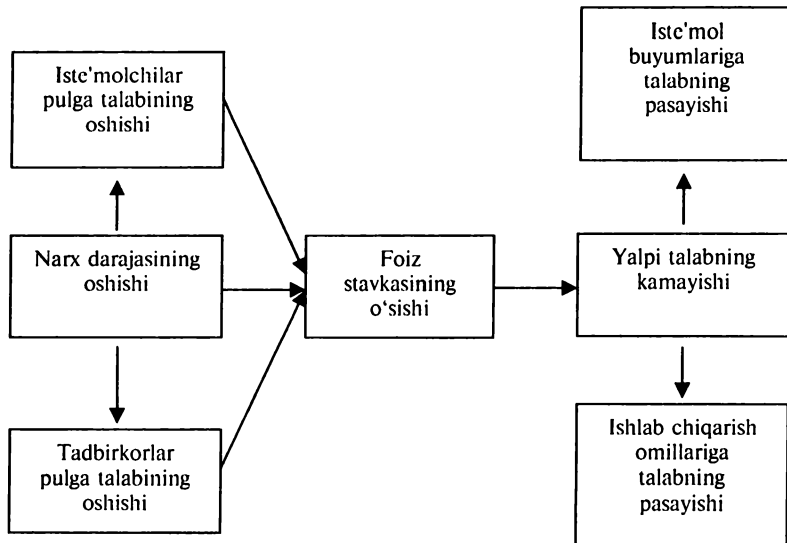 Iste'molchilar
pulga talabining
oshishi
Narx darajasining
oshishi
Tadbirkorlar
pulga talabining
oshishi
Foiz
stavkasining
o‘sishi
Iste'mol
buyumlariga
talabning
pasayishi
Yalpi talabning
kamayishi
Ishlab chiqarish
omillariga
talabning
pasayishi